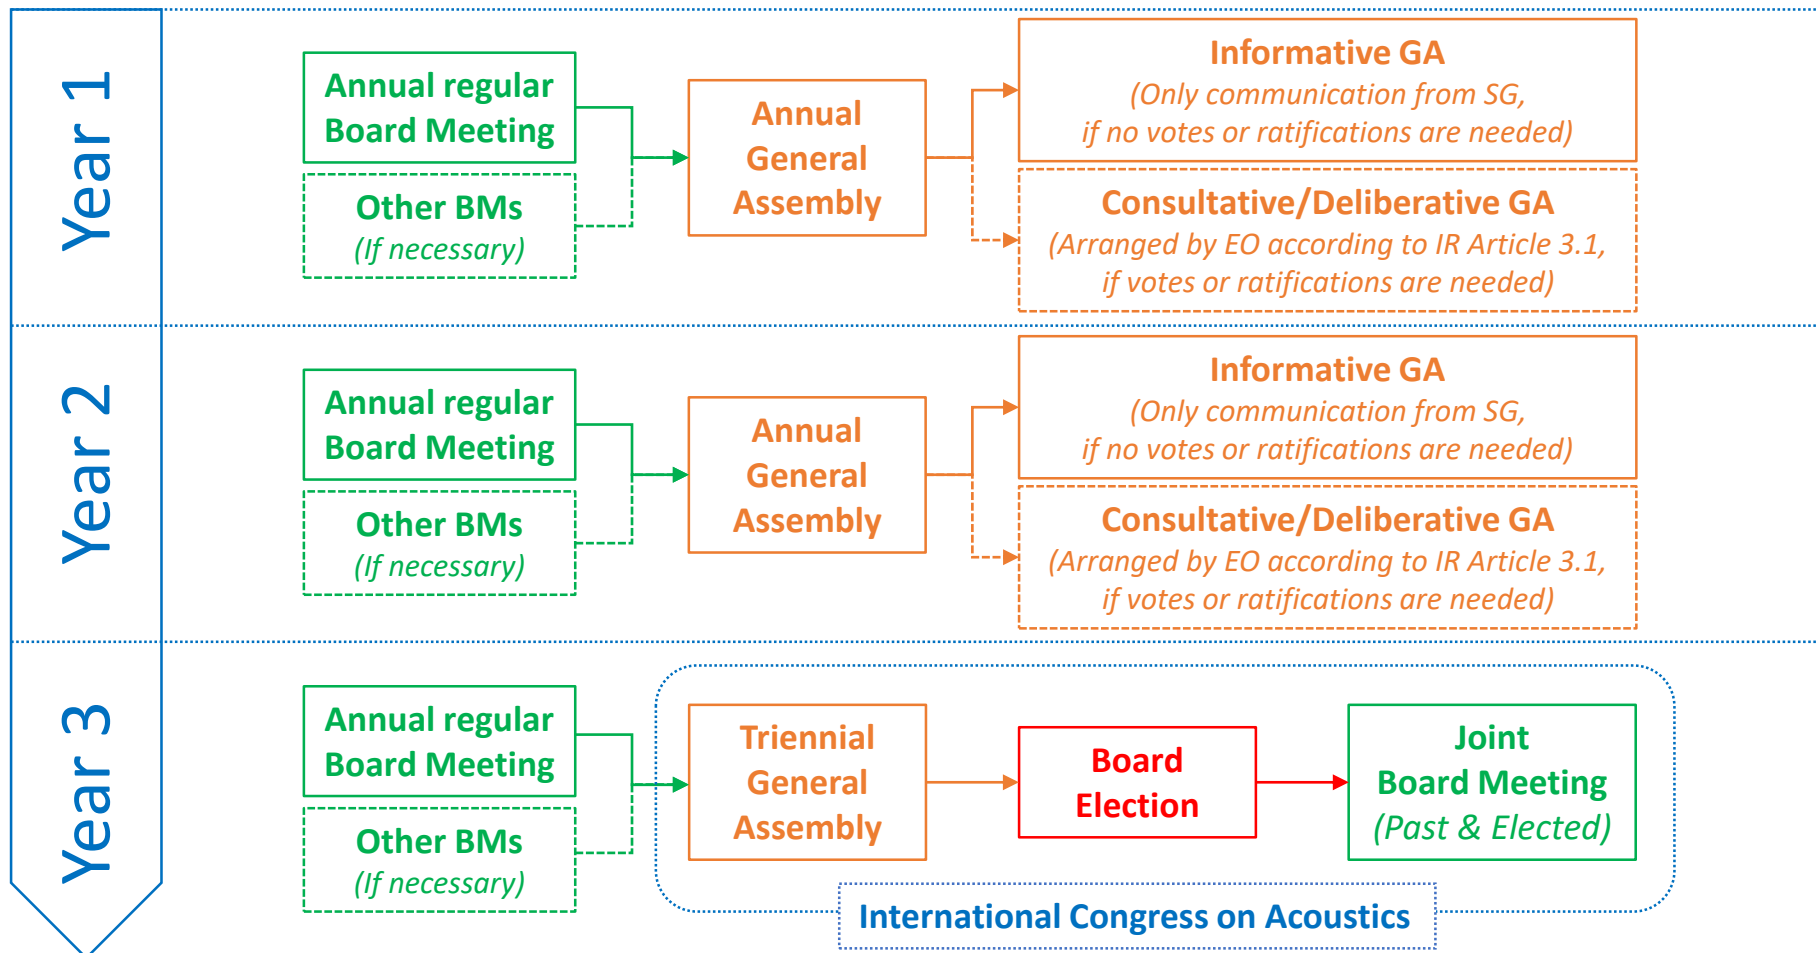 Year 1
Annual regular
Board Meeting
Other BMs
(If necessary)
Annual
General
Assembly
Informative GA
(Only communication from SG,
if no votes or ratifications are needed)
Consultative/Deliberative GA
(Arranged by EO according to IR Article 3.1,
if votes or ratifications are needed)
Year 2
Annual regular
Board Meeting
Other BMs
(If necessary)
Annual
General
Assembly
Informative GA
(Only communication from SG,
if no votes or ratifications are needed)
Consultative/Deliberative GA
(Arranged by EO according to IR Article 3.1,
if votes or ratifications are needed)
Year 3
Annual regular
Board Meeting
Other BMs
(If necessary)
Triennial
General
Assembly
Board
Election
Joint
Board Meeting
(Past & Elected)
International Congress on Acoustics